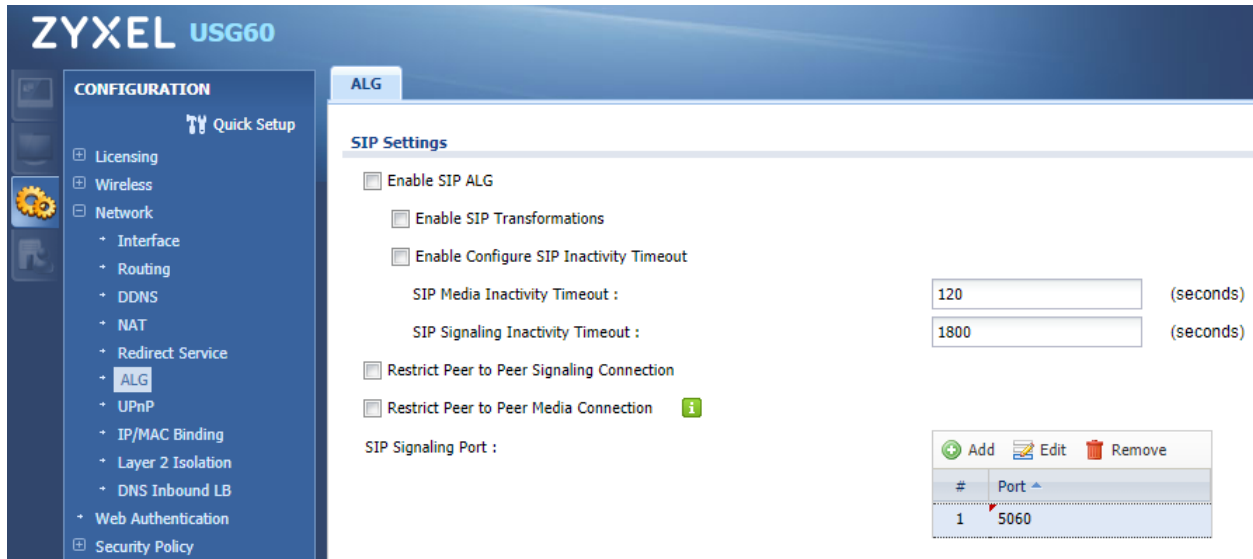 ZYXEL USG60
CONFIGURATION
Quick Setup
Licensing
Wireless
Network
Interface
Routing
DDNS
NAT
Redirect Service
ALG
UPnP
IP/MAC Binding
Layer 2 Isolation
DNS Inbound LB
Web Authentication
Security Policy
ALG
SIP Settings
Enable SIP ALG
Enable SIP Transformations
Enable Configure SIP Inactivity Timeout
SIP Media Inactivity Timeout : 120 (seconds)
SIP Signaling Inactivity Timeout : 1800 (seconds)
Restrict Peer to Peer Signaling Connection
Restrict Peer to Peer Media Connection i
SIP Signaling Port :
Add Edit Remove
# Port
1 5060